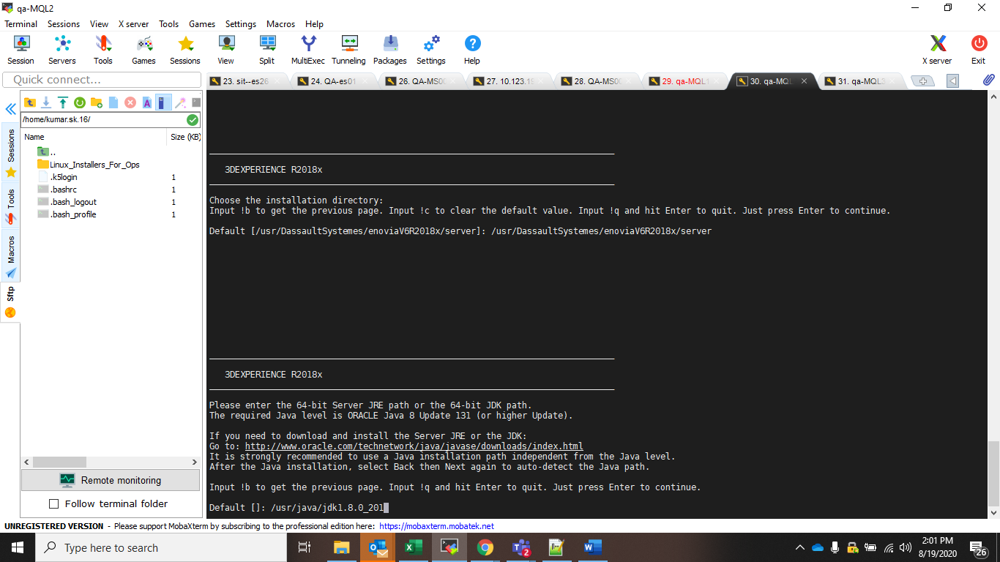 qa-MQL2
Terminal Sessions View X server Tools Games Settings Macros Help
Session Servers Tools Games Sessions View Split MultiExec Tunneling Packages Settings Help X server Exit
Quick connect...
23. sit--es26 24. QA-es01 26. QA-MS00 27. 10.123.19 28. QA-MS00 29. qa-MQL1 30. qa-MQL 31. qa-MQL3
/home/kumar.sk.16/
Name Size (KB)
..
Linux_Installers_For_Ops
.k5login 1
.bashrc 1
.bash_logout 1
.bash_profile 1
Sessions
Tools
Macros
Sftp
Remote monitoring
Follow terminal folder
3DEXPERIENCE R2018x
Choose the installation directory:
Input !b to get the previous page. Input !c to clear the default value. Input !q and hit Enter to quit. Just press Enter to continue.
Default [/usr/DassaultSystemes/enoviaV6R2018x/server]: /usr/DassaultSystemes/enoviaV6R2018x/server
3DEXPERIENCE R2018x
Please enter the 64-bit Server JRE path or the 64-bit JDK path.
The required Java level is ORACLE Java 8 Update 131 (or higher Update).
If you need to download and install the Server JRE or the JDK:
Go to: http://www.oracle.com/technetwork/java/javase/downloads/index.html
It is strongly recommended to use a Java installation path independent from the Java level.
After the Java installation, select Back then Next again to auto-detect the Java path.
Input !b to get the previous page. Input !q and hit Enter to quit. Just press Enter to continue.
Default []: /usr/java/jdk1.8.0_201
UNREGISTERED VERSION - Please support MobaXterm by subscribing to the professional edition here: https://mobaxterm.mobatek.net
Type here to search
2
2:01 PM
8/19/2020
26